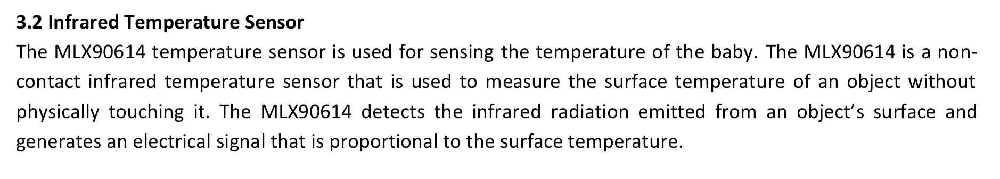 3.2 Infrared Temperature Sensor
The MLX90614 temperature sensor is used for sensing the temperature of the baby. The MLX90614 is a non-
contact infrared temperature sensor that is used to measure the surface temperature of an object without
physically touching it. The MLX90614 detects the infrared radiation emitted from an object’s surface and
generates an electrical signal that is proportional to the surface temperature.